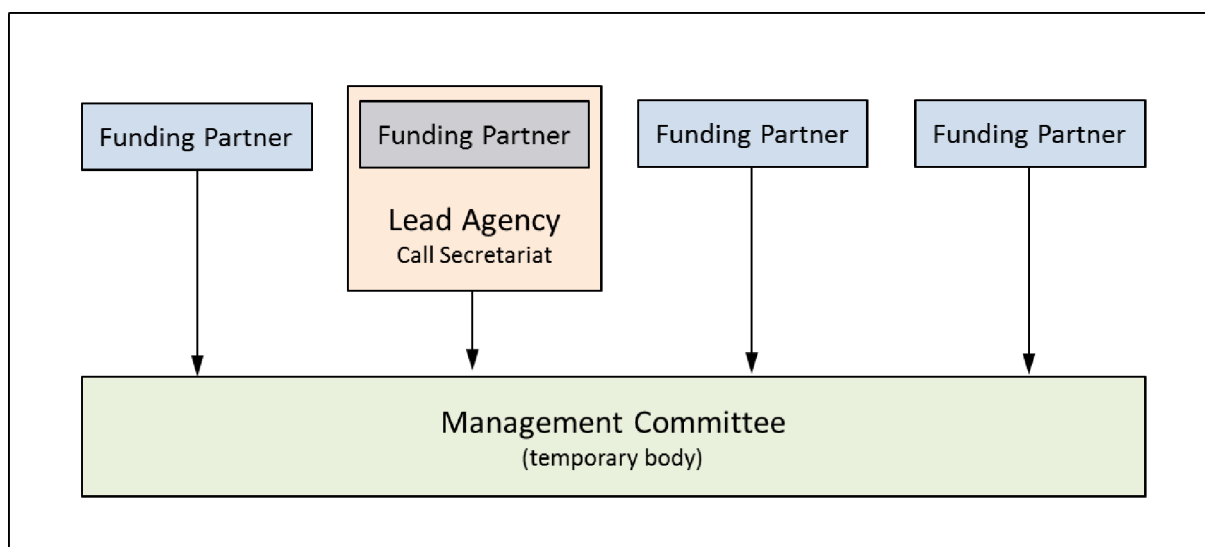 Funding Partner
Funding Partner
Funding Partner
Funding Partner
Lead Agency
Call Secretariat
Management Committee
(temporary body)